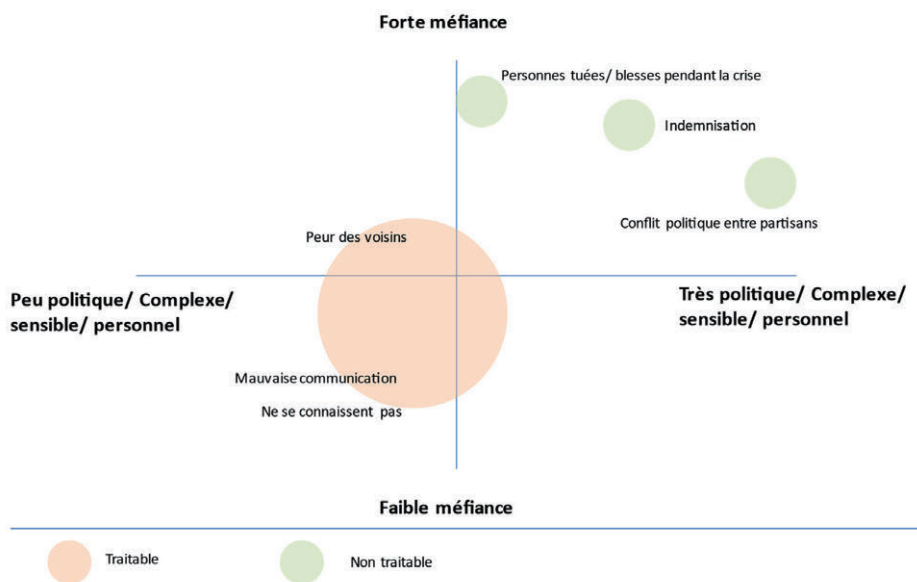 Forte méfiance
Personnes tuées/ blesses pendant la crise
Indemnisation
Conflit politique entre partisans
Peur des voisins
Peu politique/ Complexe/
sensible/ personnel
Très politique/ Complexe/
sensible/ personnel
Mauvaise communication
Ne se connaissent pas
Faible méfiance
Traitable
Non traitable